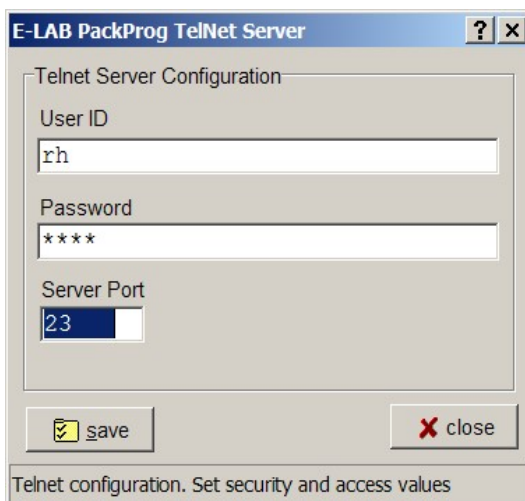 E-LAB PackProg TelNet Server
Telnet Server Configuration
User ID
rh
Password
****
Server Port
23
save
close
Telnet configuration. Set security and access values